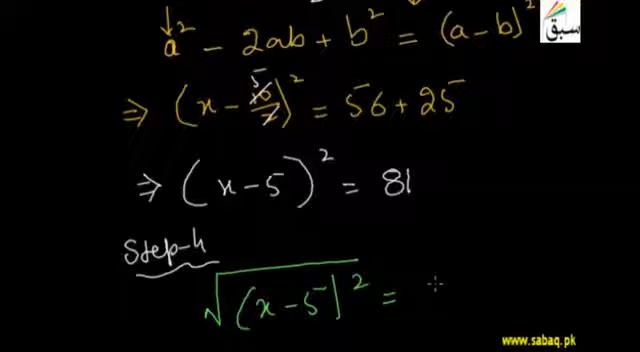 a² - 2ab + b² = (a - b)²
سبق
⇒ (x - 10/2)² = 56 + 25
5
⇒ (x - 5)² = 81
Step-4
√(x - 5)² =
www.sabaq.pk